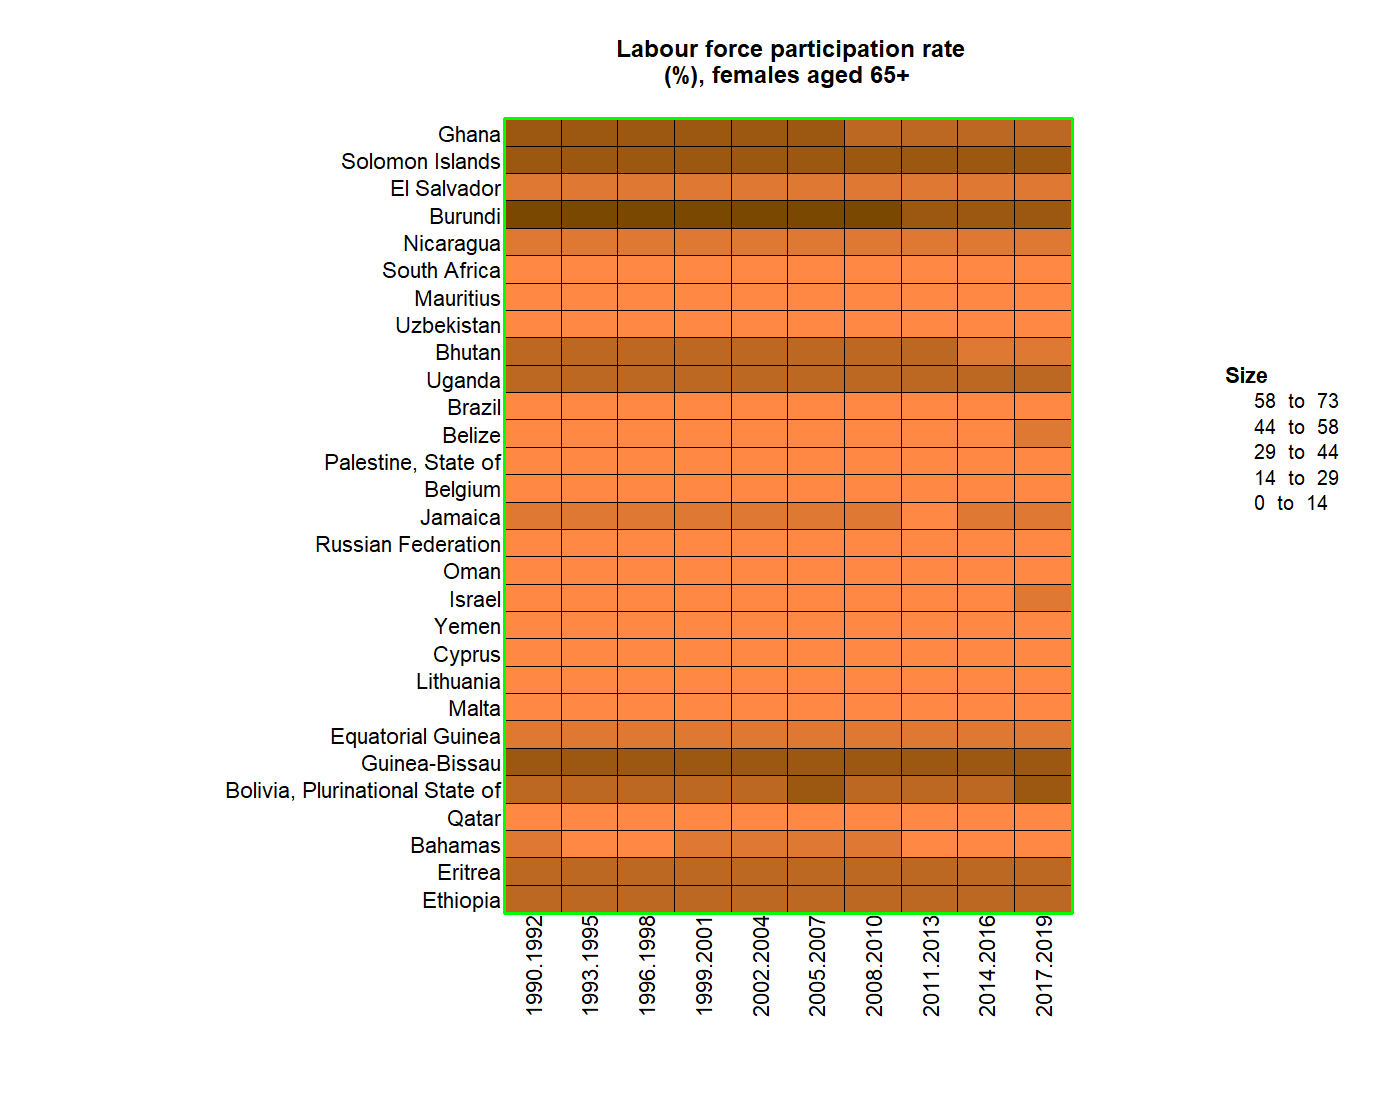 Labour force participation rate
(%), females aged 65+
Ghana
Solomon Islands
El Salvador
Burundi
Nicaragua
South Africa
Mauritius
Uzbekistan
Bhutan
Uganda
Brazil
Belize
Palestine, State of
Belgium
Jamaica
Russian Federation
Oman
Israel
Yemen
Cyprus
Lithuania
Malta
Equatorial Guinea
Guinea-Bissau
Bolivia, Plurinational State of
Qatar
Bahamas
Eritrea
Ethiopia
1990.1992
1993.1995
1996.1998
1999.2001
2002.2004
2005.2007
2008.2010
2011.2013
2014.2016
2017.2019
Size
58 to 73
44 to 58
29 to 44
14 to 29
0 to 14